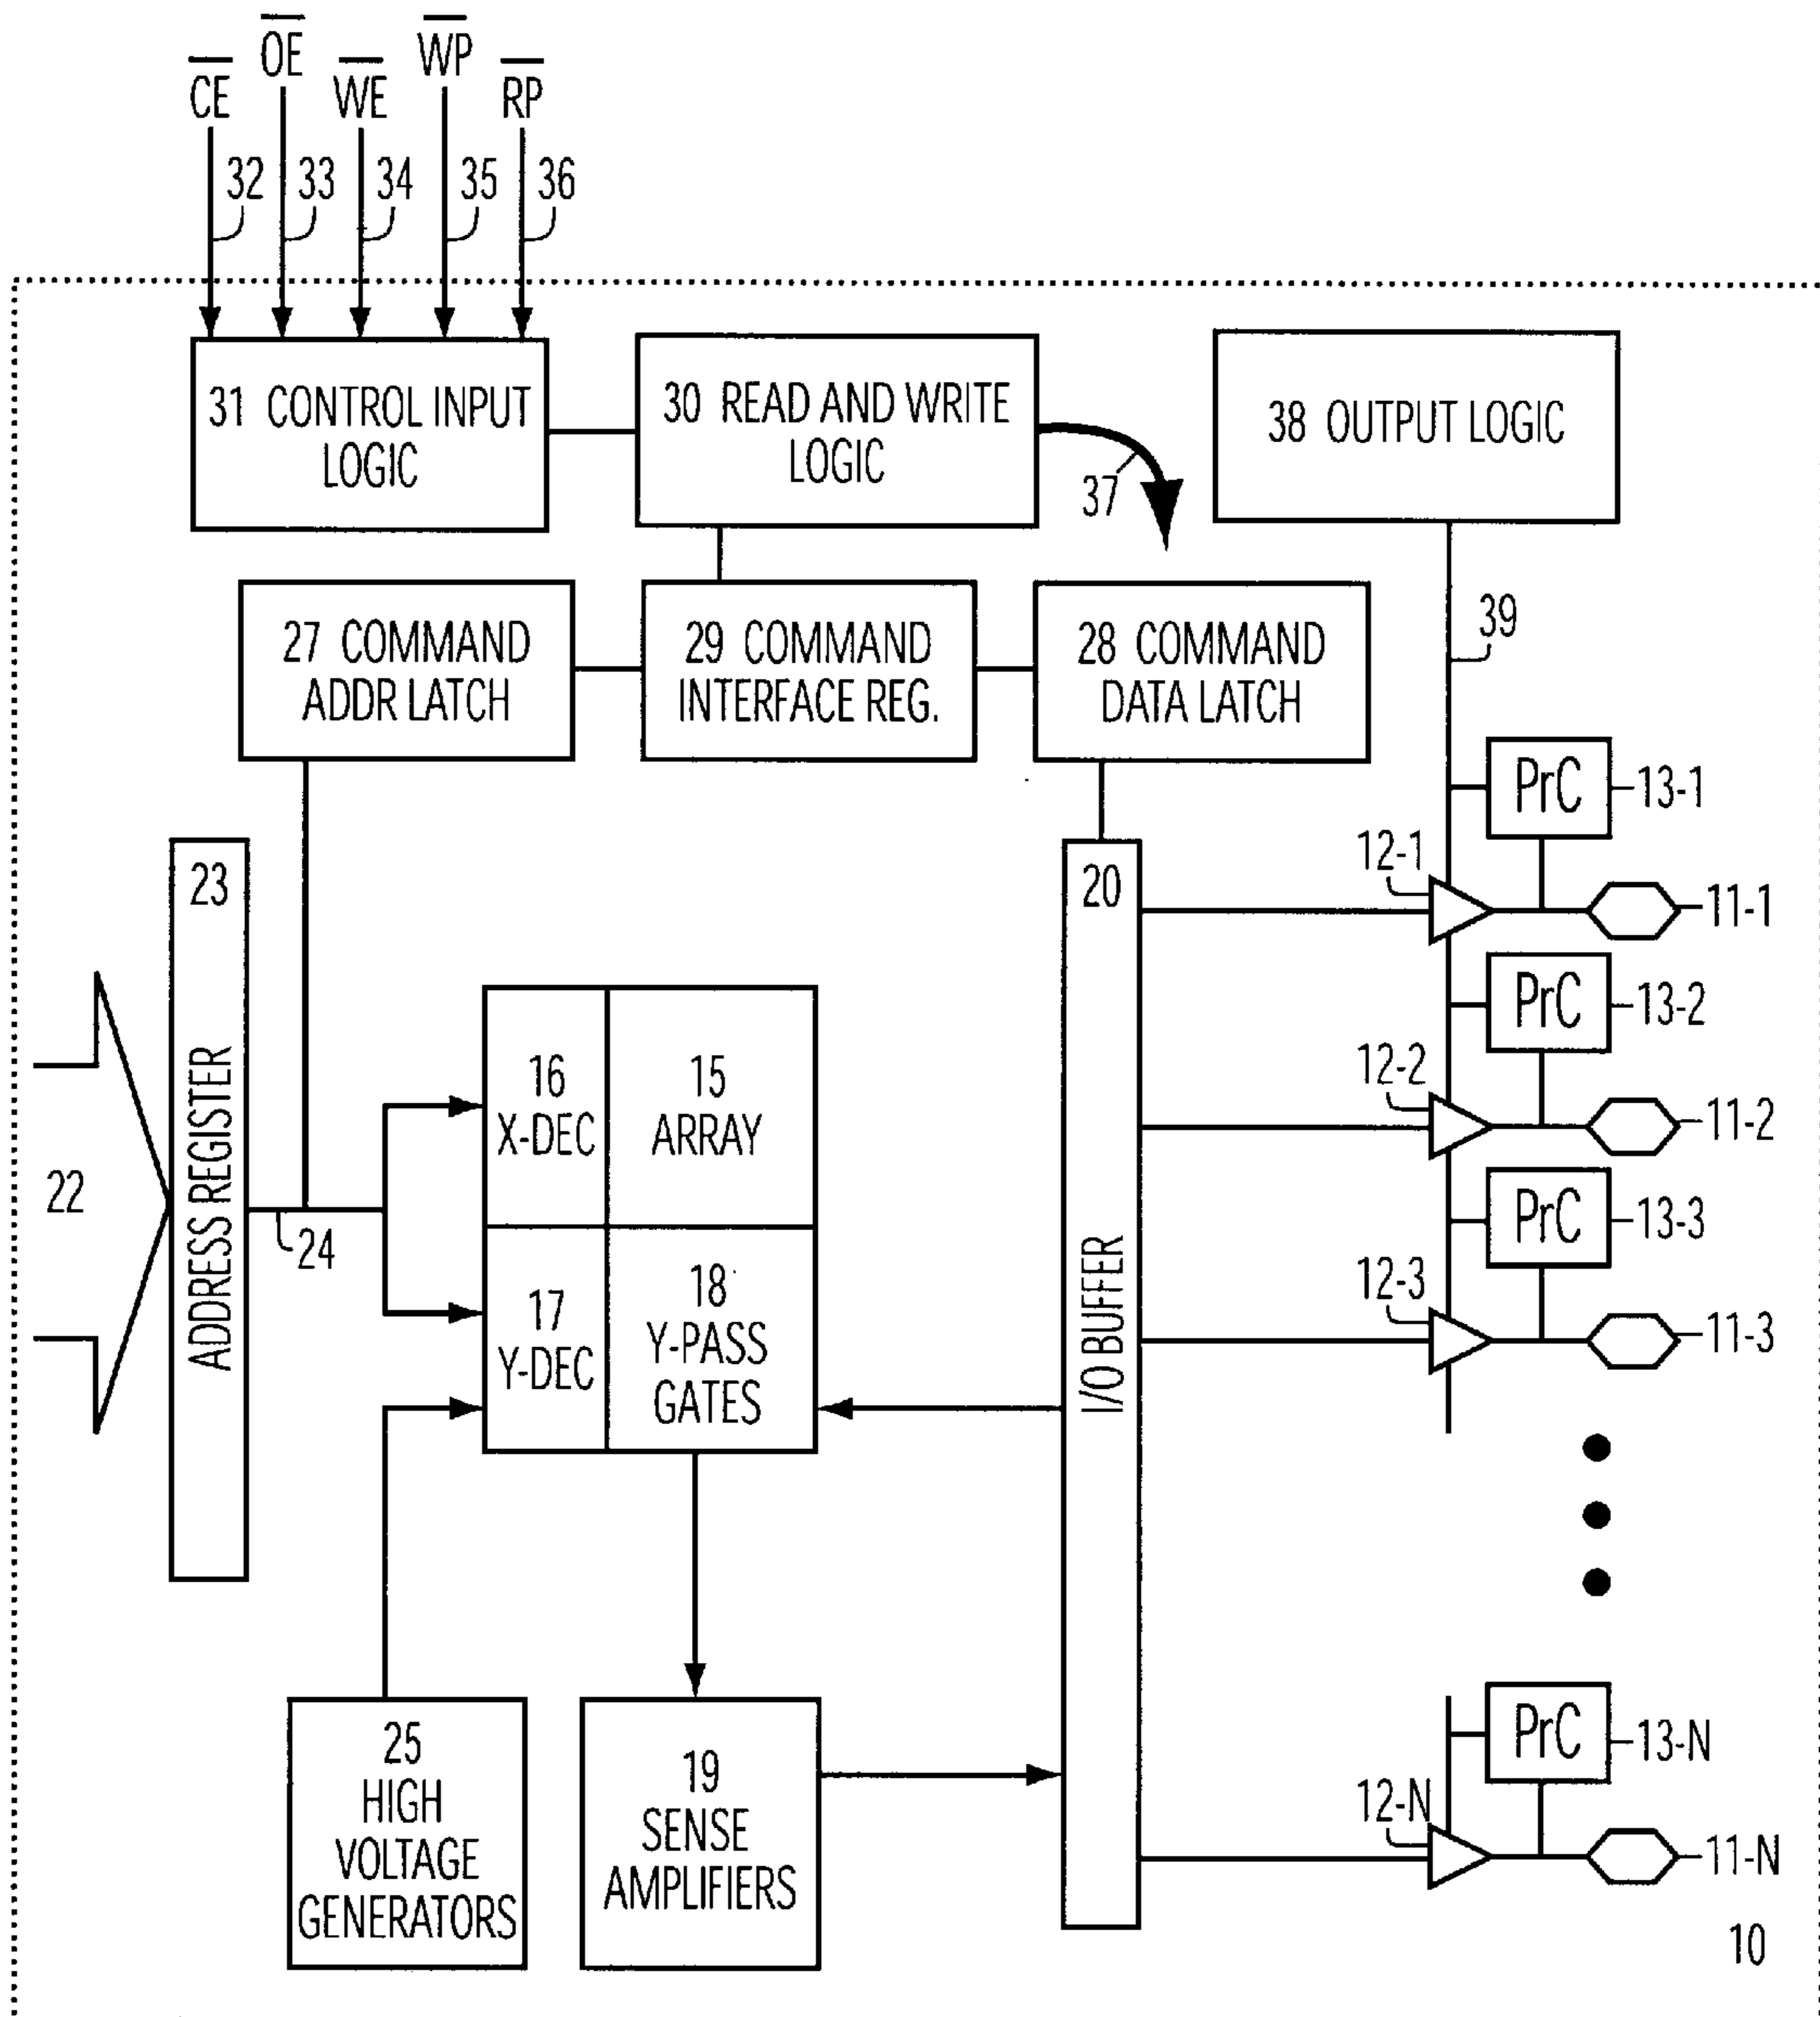 CE OE WE WP RP
32 33 34 35 36
31 CONTROL INPUT
LOGIC
30 READ AND WRITE
LOGIC
37
38 OUTPUT LOGIC
39
27 COMMAND
ADDR LATCH
29 COMMAND
INTERFACE REG.
28 COMMAND
DATA LATCH
PrC 13-1
12-1
11-1
PrC 13-2
12-2
11-2
PrC 13-3
12-3
11-3
22
23
ADDRESS REGISTER
24
16
X-DEC
15
ARRAY
17
Y-DEC
18
Y-PASS
GATES
20
I/O BUFFER
25
HIGH
VOLTAGE
GENERATORS
19
SENSE
AMPLIFIERS
PrC 13-N
12-N
11-N
10